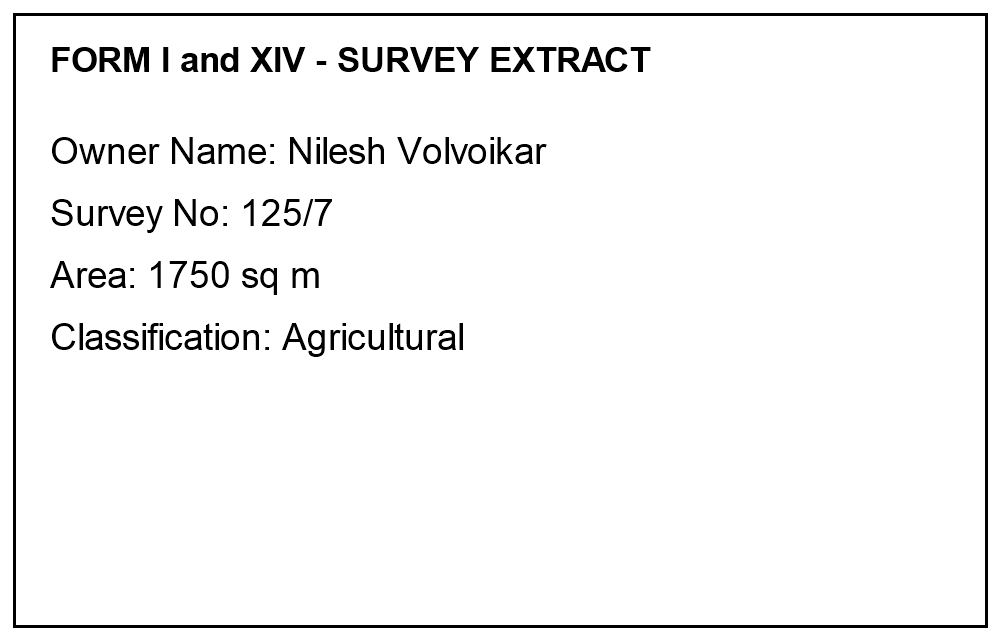 FORM I and XIV - SURVEY EXTRACT
Owner Name: Nilesh Volvoikar
Survey No: 125/7
Area: 1750 sq m
Classification: Agricultural